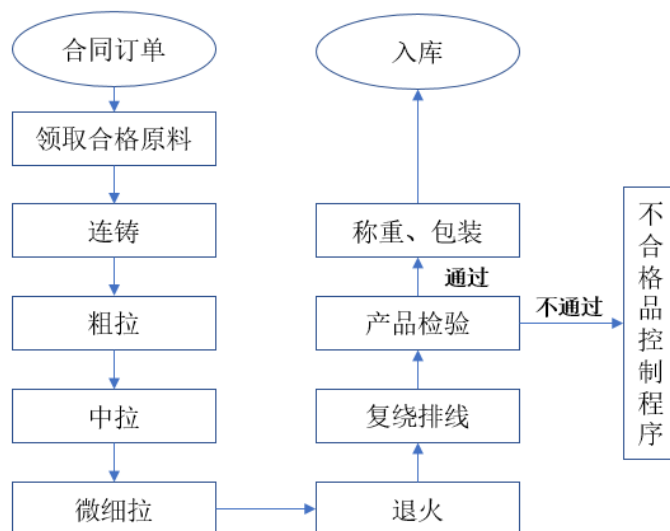 合同订单
领取合格原料
连铸
粗拉
中拉
微细拉
退火
复绕排线
产品检验
通过
不通过
称重、包装
入库
不合格品控制程序